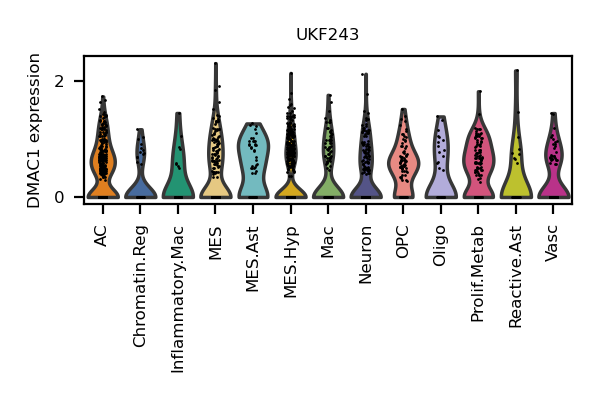 UKF243
DMAC1 expression
2
0
AC
Chromatin.Reg
Inflammatory.Mac
MES
MES.Ast
MES.Hyp
Mac
Neuron
OPC
Oligo
Prolif.Metab
Reactive.Ast
Vasc